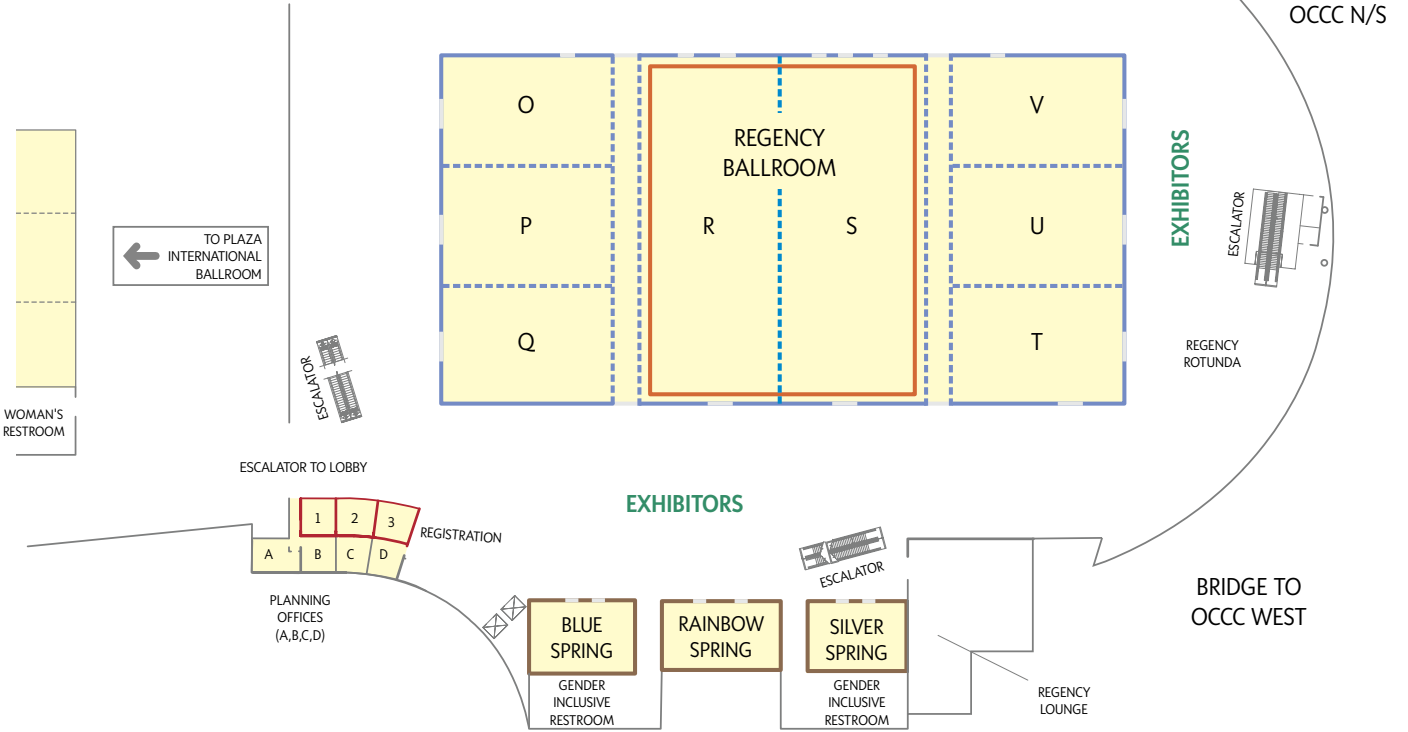 OCCC N/S
O
V
REGENCY
BALLROOM
EXHIBITORS
P
R
S
U
ESCALATOR
TO PLAZA
INTERNATIONAL
BALLROOM
Q
T
REGENCY
ROTUNDA
ESCALATOR
WOMAN'S
RESTROOM
ESCALATOR TO LOBBY
EXHIBITORS
1
2
3
REGISTRATION
A
B
C
D
ESCALATOR
PLANNING
OFFICES
(A,B,C,D)
BRIDGE TO
OCCC WEST
BLUE
SPRING
RAINBOW
SPRING
SILVER
SPRING
GENDER
INCLUSIVE
RESTROOM
GENDER
INCLUSIVE
RESTROOM
REGENCY
LOUNGE